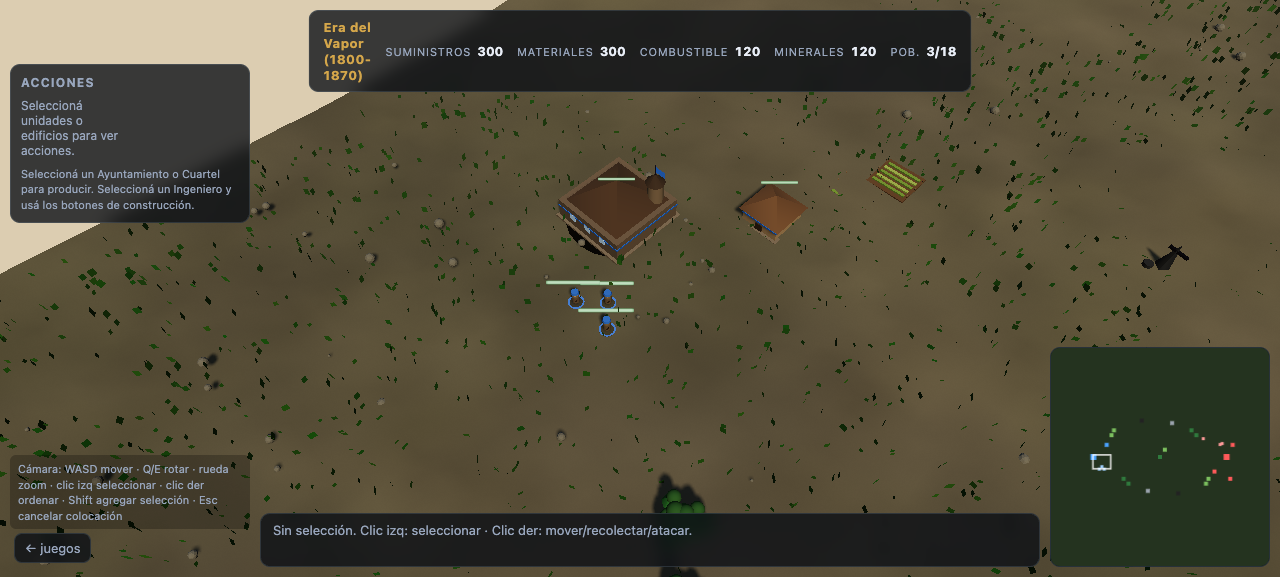 Era del
Vapor
(1800-
1870)
SUMINISTROS 300 MATERIALES 300 COMBUSTIBLE 120 MINERALES 120 POB. 3/18
ACCIONES
Seleccioná
unidades o
edificios para ver
acciones.
Seleccioná un Ayuntamiento o Cuartel
para producir. Seleccioná un Ingeniero y
usá los botones de construcción.
Cámara: WASD mover · Q/E rotar · rueda
zoom · clic izq seleccionar · clic der
ordenar · Shift agregar selección · Esc
cancelar colocación
← juegos
Sin selección. Clic izq: seleccionar · Clic der: mover/recolectar/atacar.